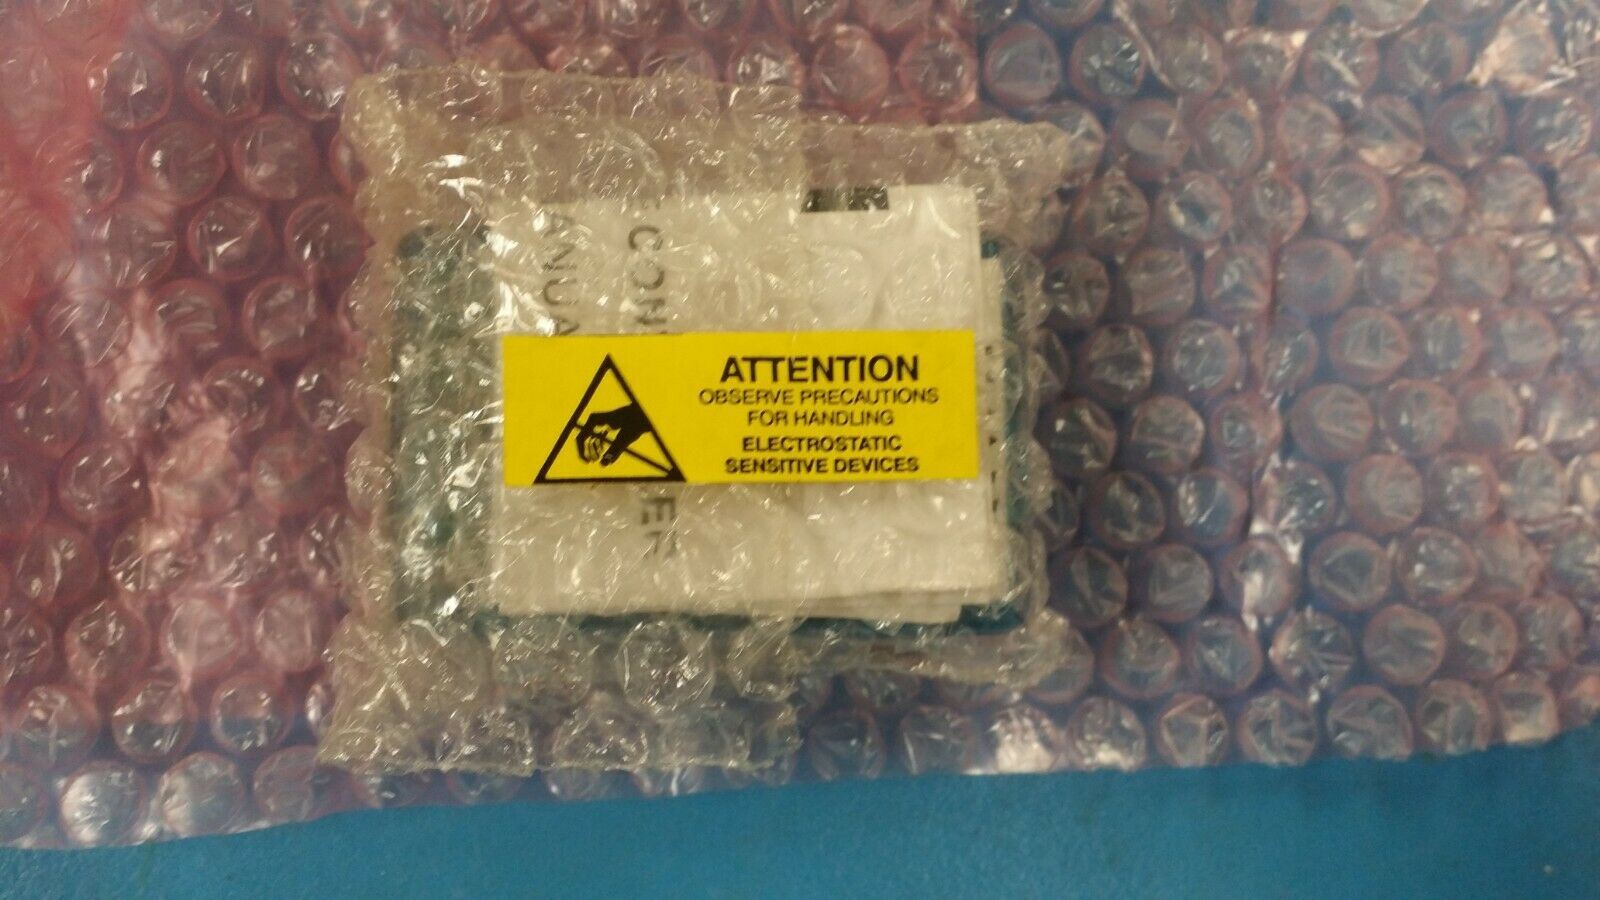 ATTENTION
OBSERVE PRECAUTIONS
FOR HANDLING
ELECTROSTATIC
SENSITIVE DEVICES